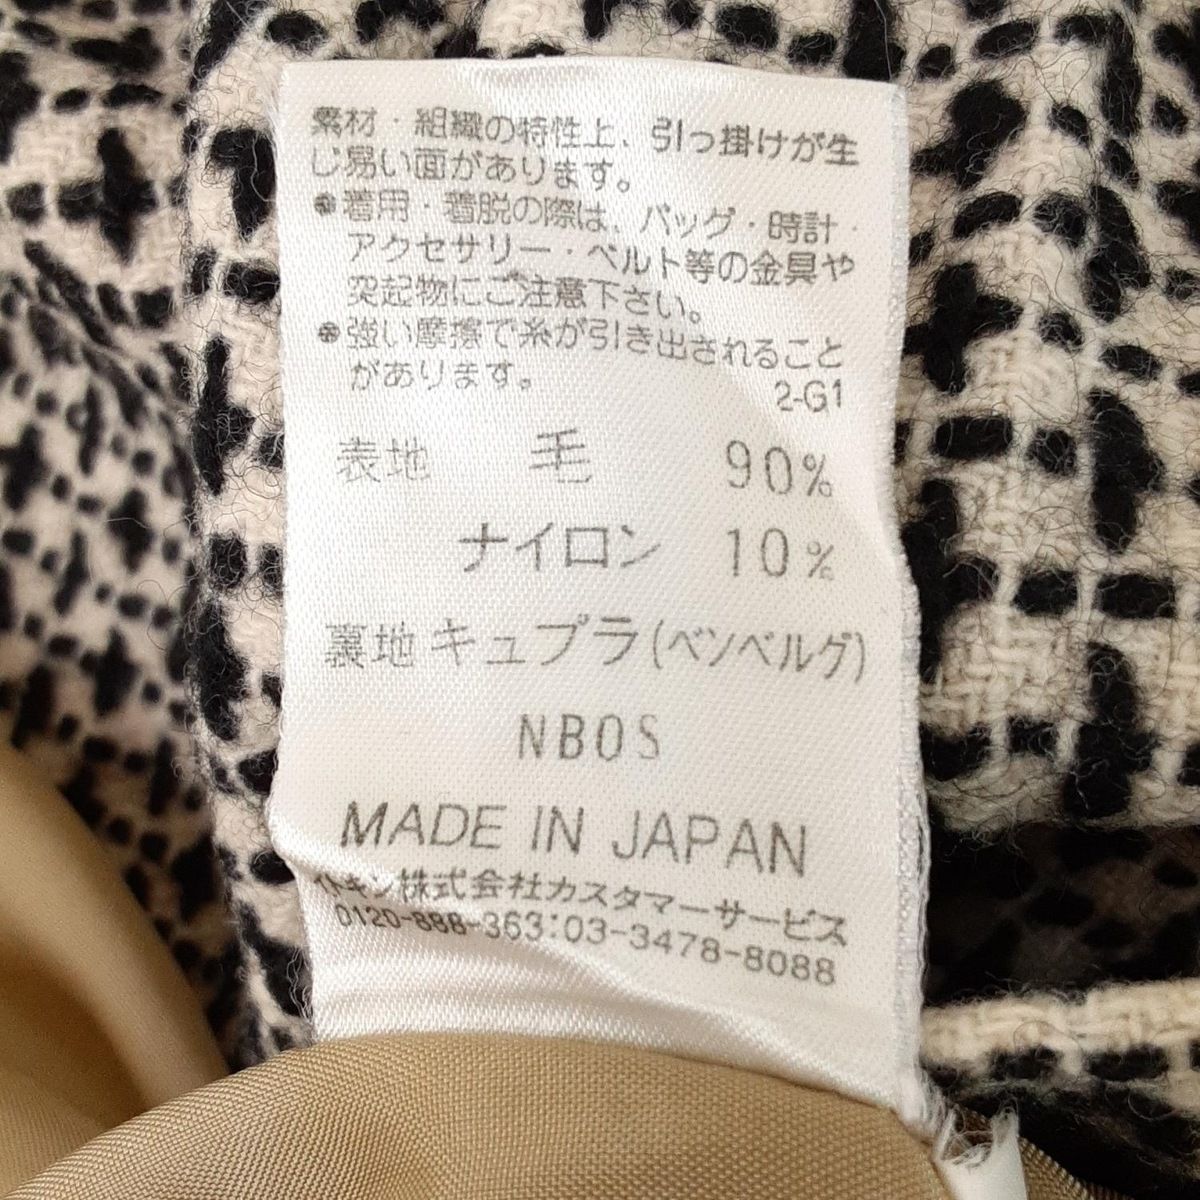 素材・組織の特性上、引っ掛けが生
じ易い面があります。
●着用・着脱の際は、バッグ・時計・
アクセサリー・ベルト等の金具や
突起物にご注意下さい。
●強い摩擦で糸が引き出されること
があります。
2-G1
表地 毛 90%
ナイロン 10%
裏地 キュプラ(ベンベルグ)
NB0S
MADE IN JAPAN
イトキン株式会社カスタマーサービス
0120-888-363:03-3478-8088